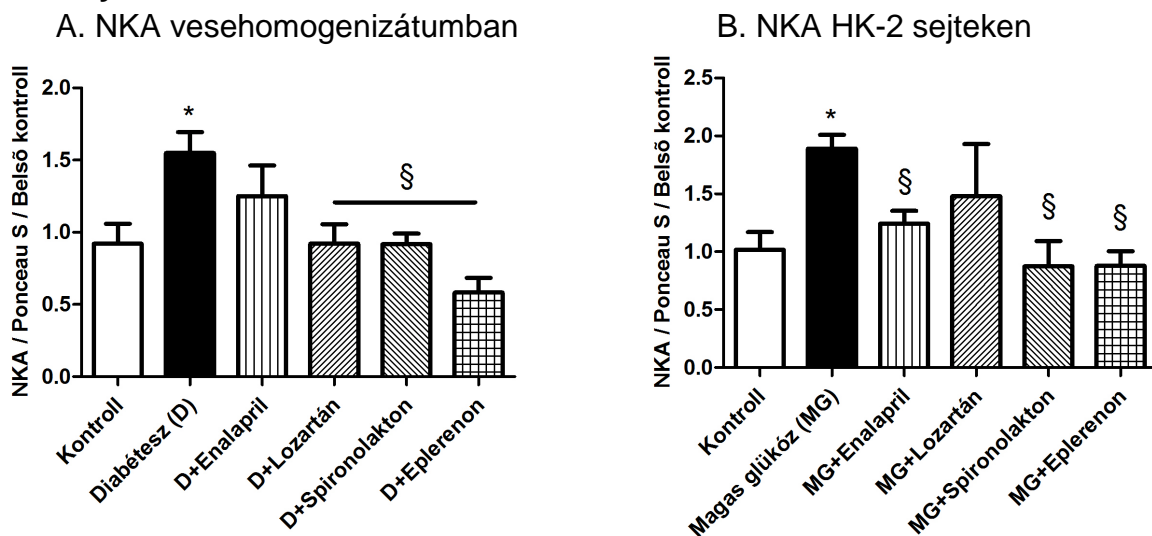 A. NKA vesehomogenizátumban
NKA / Ponceau S / Belsõ kontroll
2.0
1.5
1.0
0.5
0.0
*
§
Kontroll
Diabétesz (D)
D+Enalapril
D+Lozartán
D+Spironolakton
D+Eplerenon
B. NKA HK-2 sejteken
NKA / Ponceau S / Belsõ kontroll
2.5
2.0
1.5
1.0
0.5
0.0
*
§
§
§
Kontroll
Magas glükóz (MG)
MG+Enalapril
MG+Lozartán
MG+Spironolakton
MG+Eplerenon